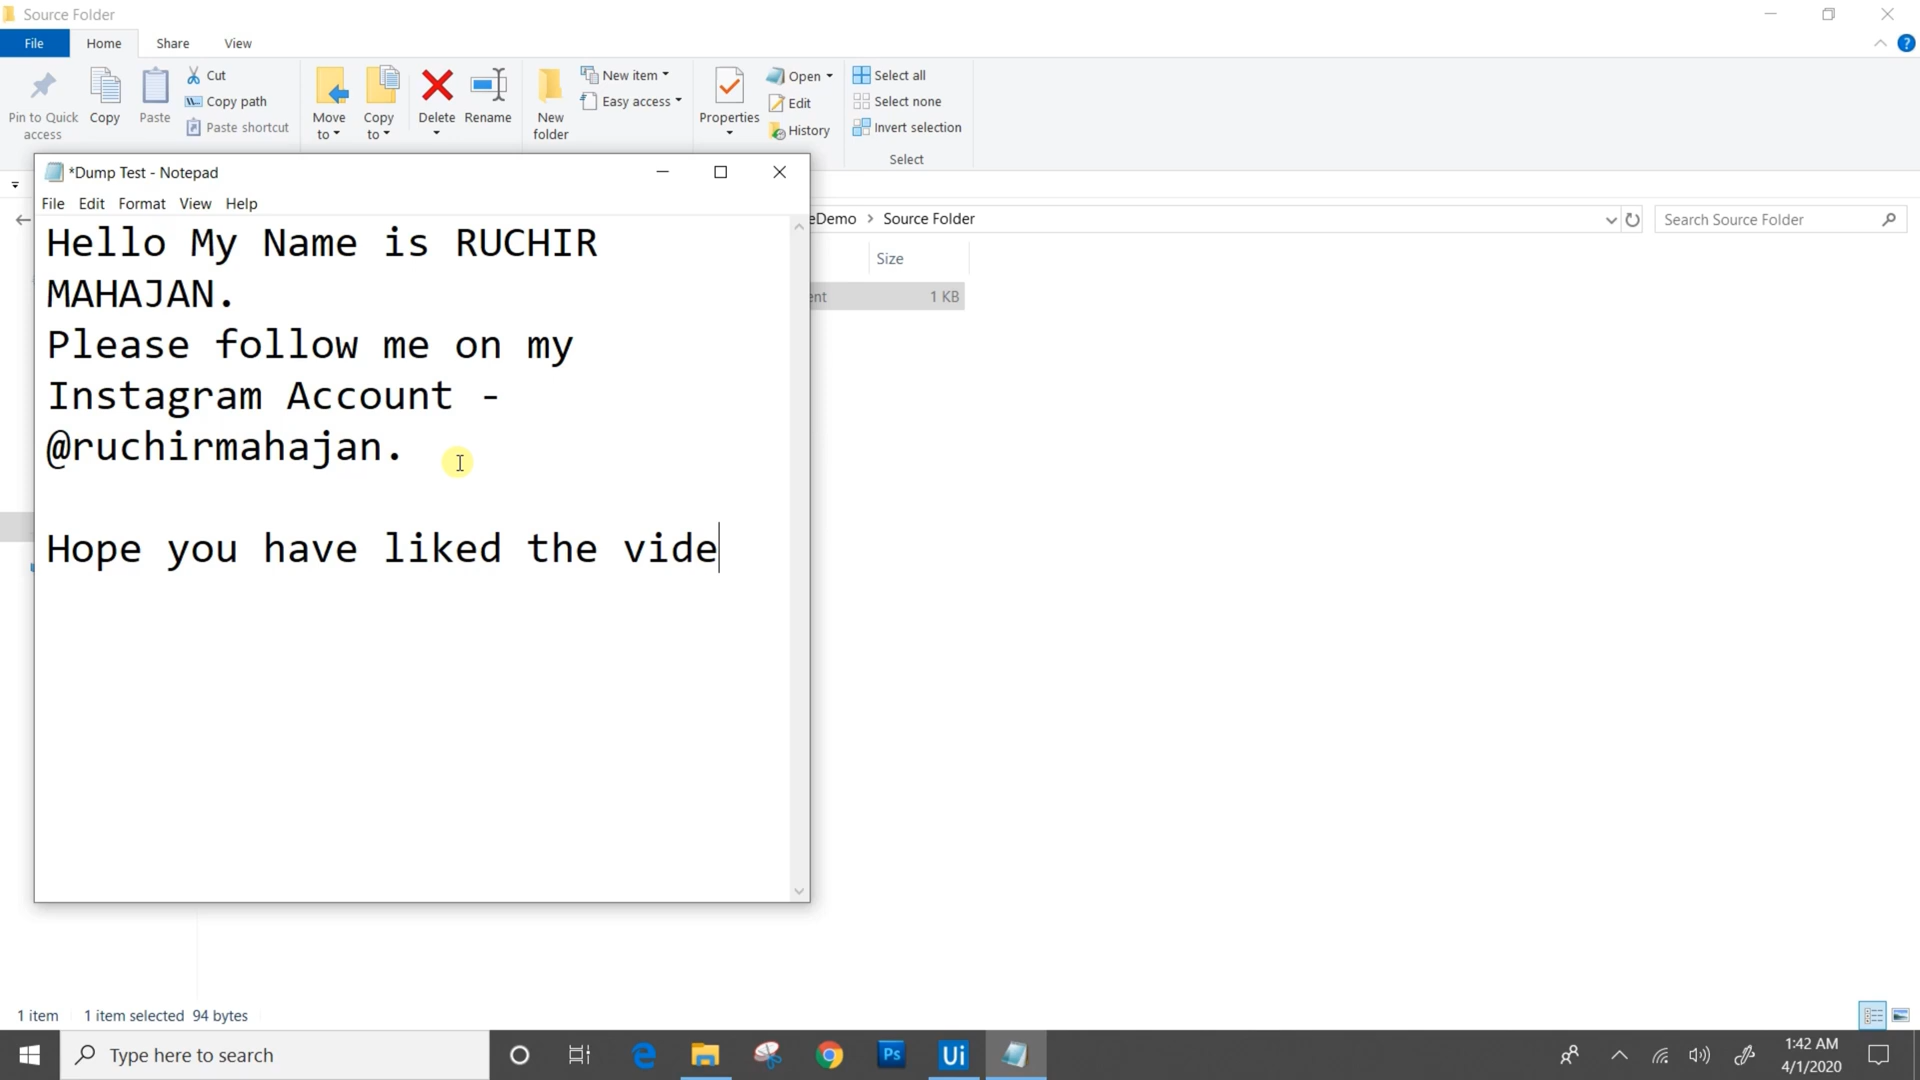 Source Folder
File Home Share View
Pin to Quick access
Copy
Paste
Cut
Copy path
Paste shortcut
Move to
Copy to
Delete
Rename
New folder
New item
Easy access
Properties
Open
Edit
History
Select all
Select none
Invert selection
Select
*Dump Test - Notepad
File Edit Format View Help
eDemo > Source Folder
Search Source Folder
Size
ent 1 KB
Hello My Name is RUCHIR
MAHAJAN.
Please follow me on my
Instagram Account -
@ruchirmahajan.
Hope you have liked the vide
1 item 1 item selected 94 bytes
Type here to search
Ps
Ui
1:42 AM
4/1/2020